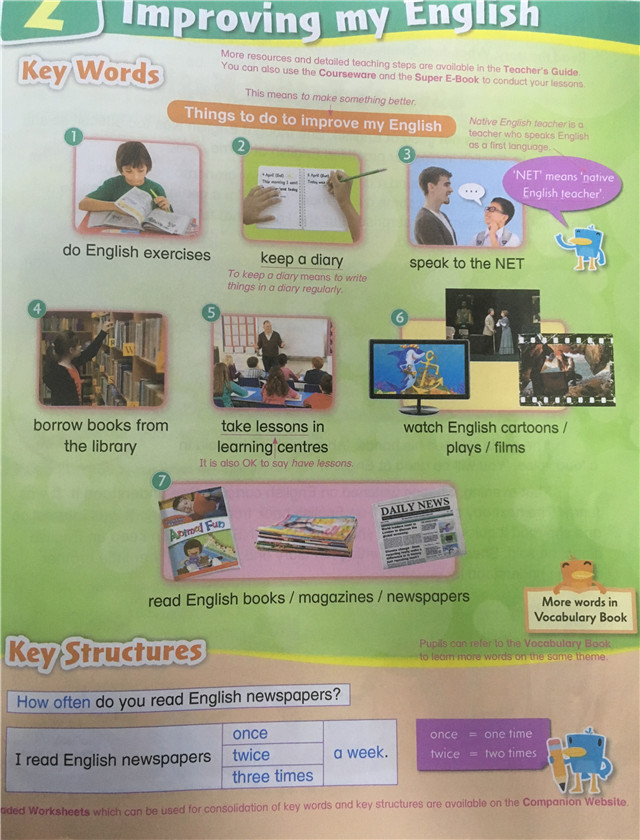 2 Improving my English
Key Words
More resources and detailed teaching steps are available in the Teacher's Guide.
You can also use the Courseware and the Super E-Book to conduct your lessons.
This means to make something better.
Things to do to improve my English
Native English teacher is a
teacher who speaks English
as a first language.
1
2
3
'NET' means 'native
English teacher'
do English exercises
keep a diary
speak to the NET
To keep a diary means to write
things in a diary regularly.
4
5
6
borrow books from
the library
take lessons in
learning centres
It is also OK to say have lessons.
watch English cartoons /
plays / films
7
Animal Fun
DAILY NEWS
read English books / magazines / newspapers
More words in
Vocabulary Book
Key Structures
Pupils can refer to the Vocabulary Book
to learn more words on the same theme.
How often do you read English newspapers?
I read English newspapers
once
twice
three times
a week.
once = one time
twice = two times
Worksheets which can be used for consolidation of key words and key structures are available on the Companion Website.